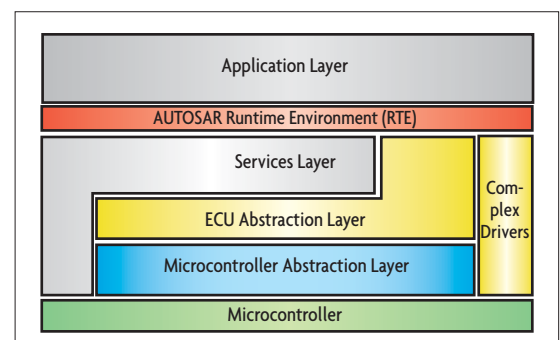 Application Layer
AUTOSAR Runtime Environment (RTE)
Services Layer
Com-
plex
Drivers
ECU Abstraction Layer
Microcontroller Abstraction Layer
Microcontroller